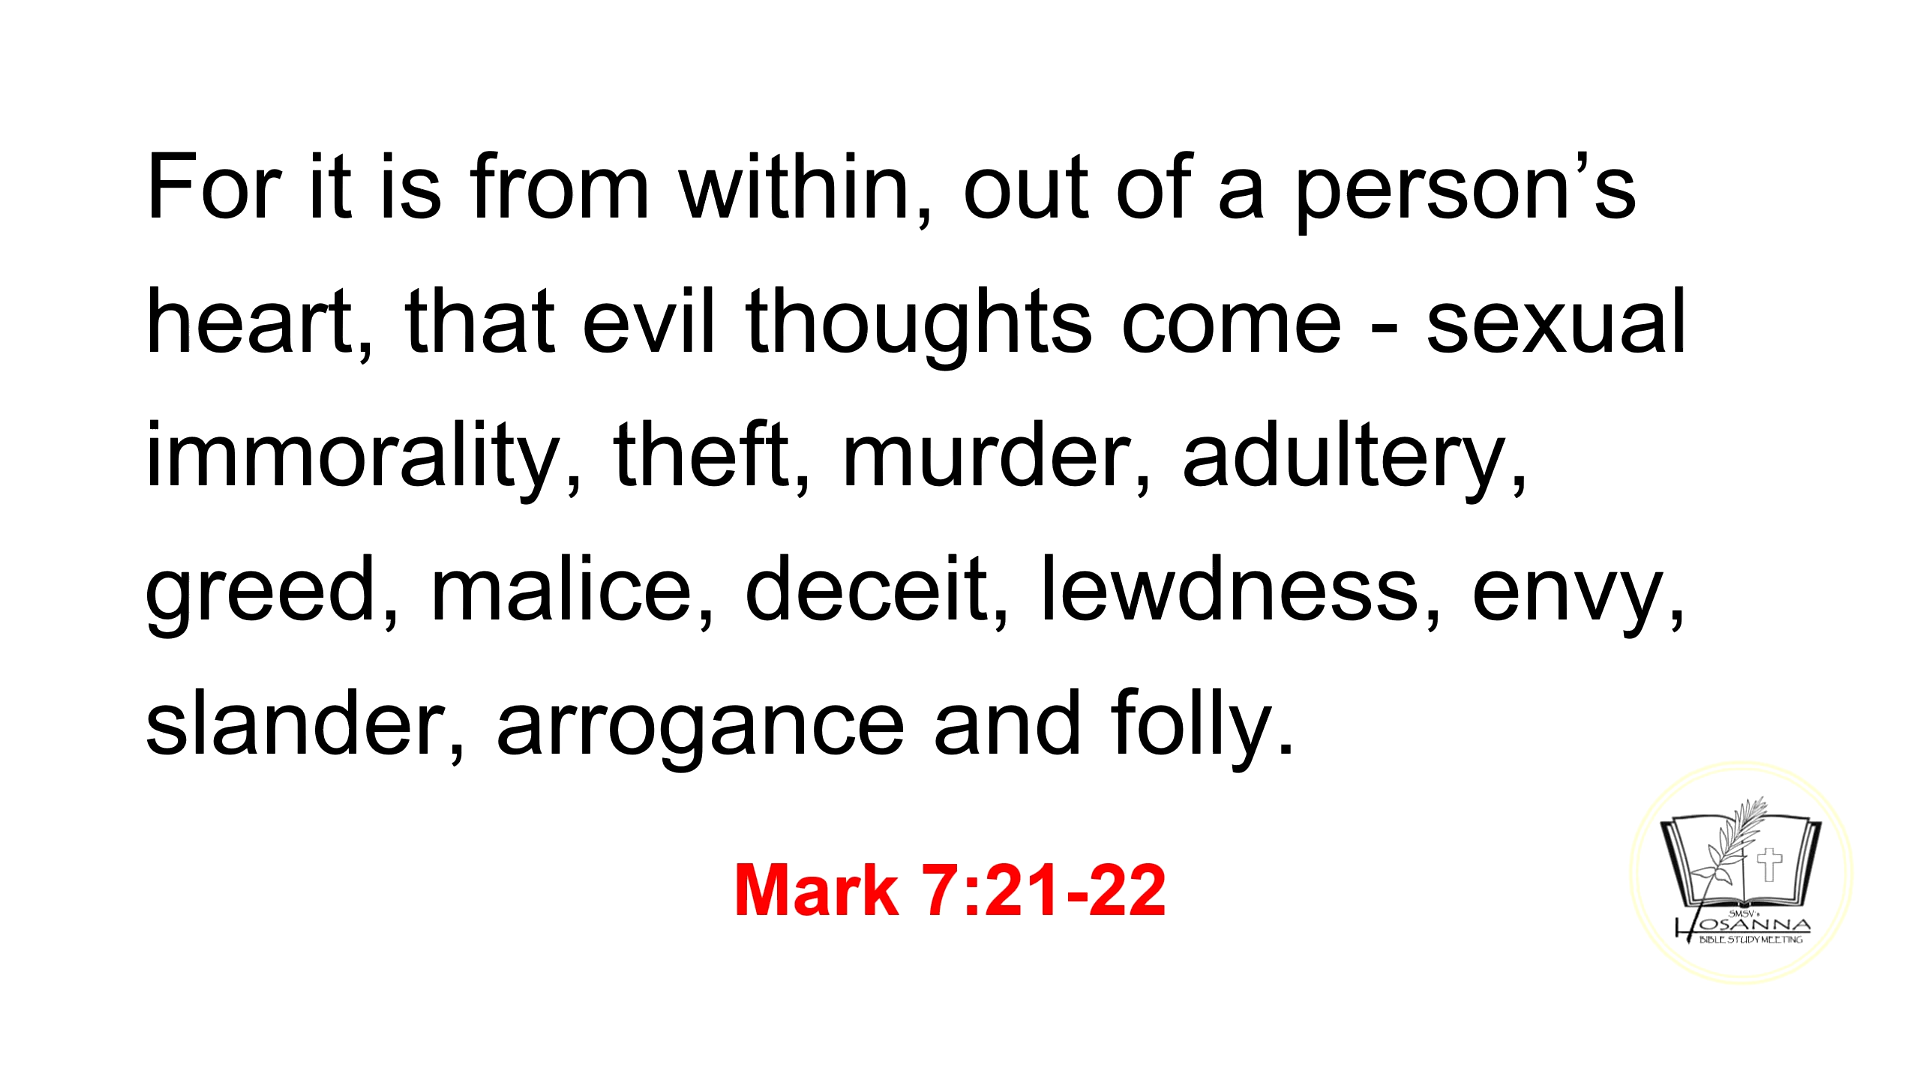 For it is from within, out of a person’s
heart, that evil thoughts come - sexual
immorality, theft, murder, adultery,
greed, malice, deceit, lewdness, envy,
slander, arrogance and folly.
Mark 7:21-22
SMSV's
HOSANNA
BIBLE STUDY MEETING